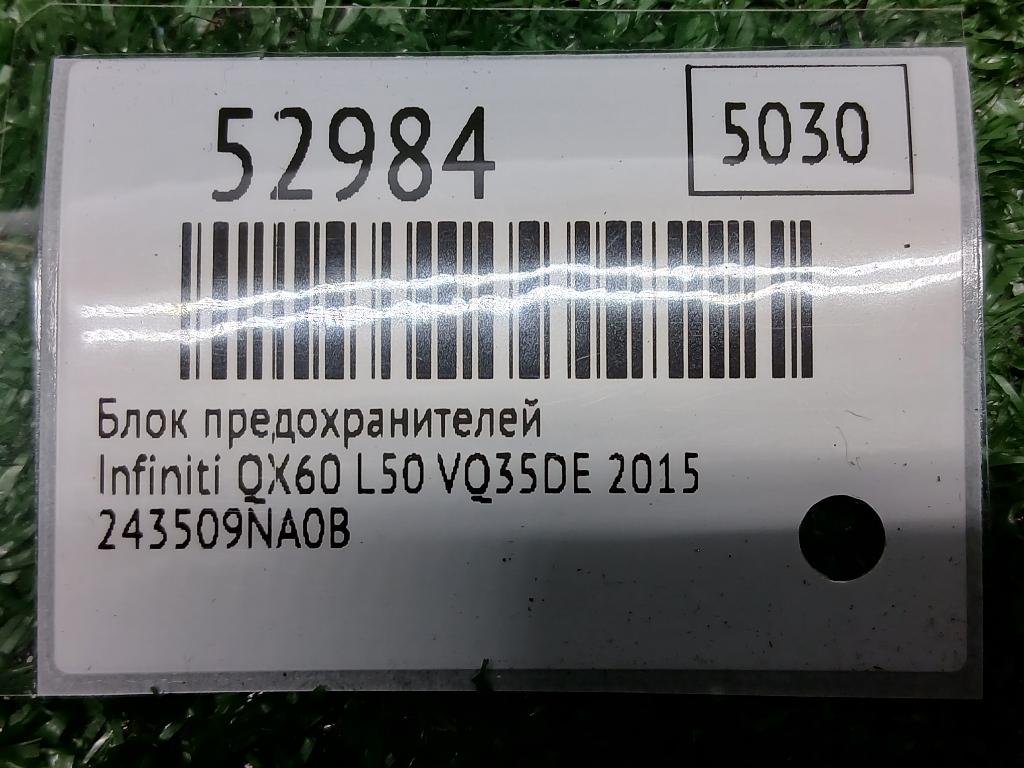 52984
5030
Блок предохранителей
Infiniti QX60 L50 VQ35DE 2015
243509NA0B